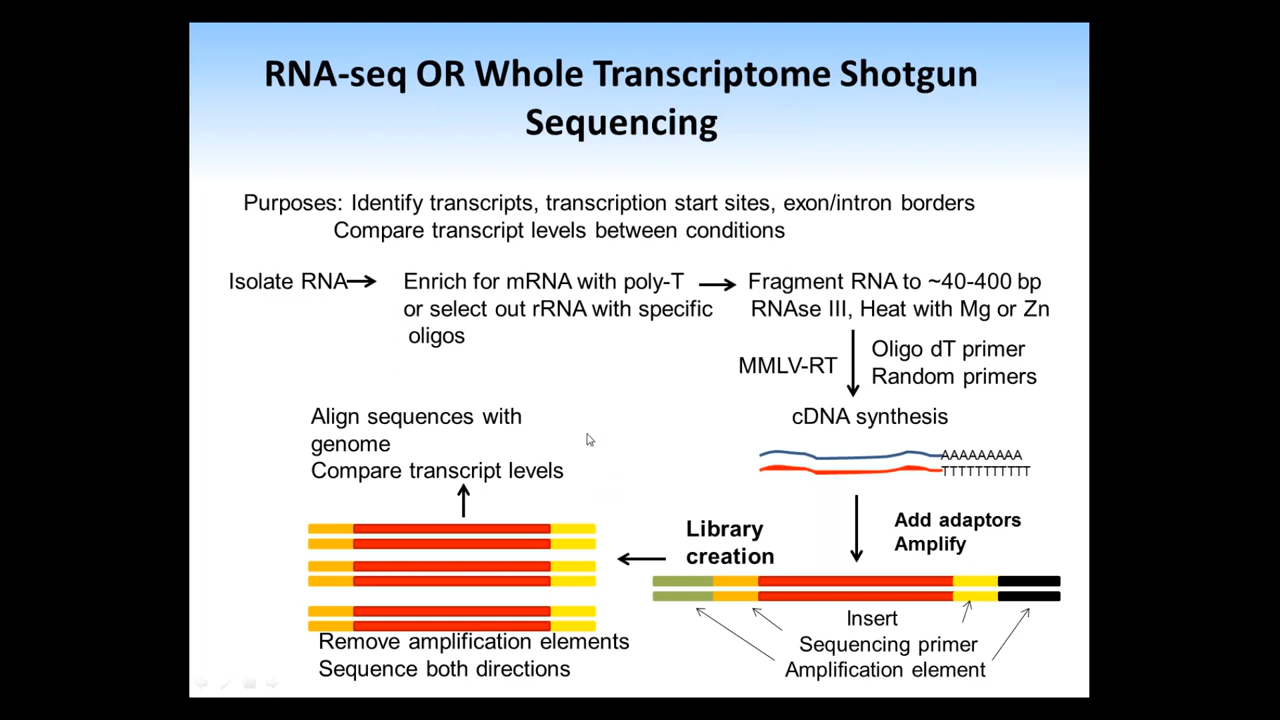 RNA-seq OR Whole Transcriptome Shotgun
Sequencing
Purposes: Identify transcripts, transcription start sites, exon/intron borders
Compare transcript levels between conditions
Isolate RNA
Enrich for mRNA with poly-T
or select out rRNA with specific
oligos
Fragment RNA to ~40-400 bp
RNAse III, Heat with Mg or Zn
MMLV-RT
Oligo dT primer
Random primers
cDNA synthesis
AAAAAAAAA
TTTTTTTTTTT
Add adaptors
Amplify
Insert
Sequencing primer
Amplification element
Library
creation
Remove amplification elements
Sequence both directions
Align sequences with
genome
Compare transcript levels